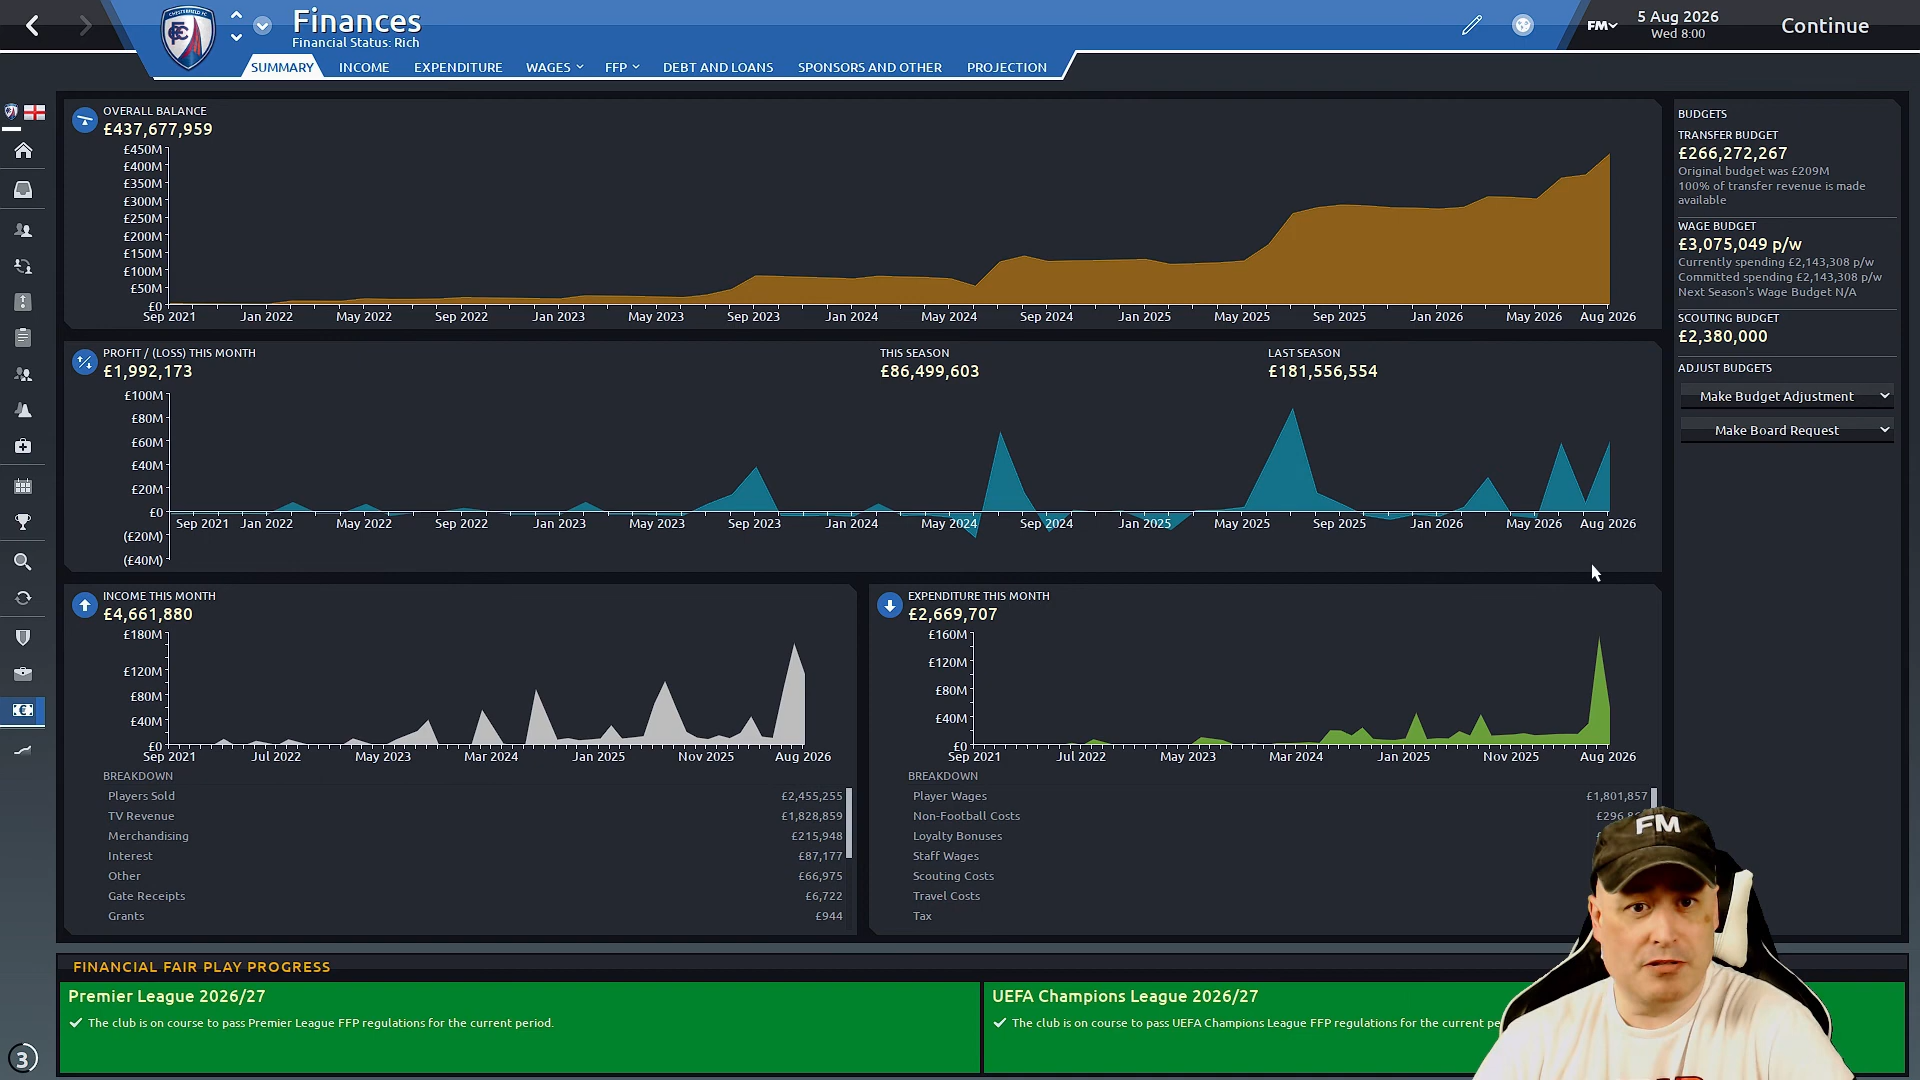 Finances
Financial Status: Rich
FM
5 Aug 2026
Wed 8:00
Continue
SUMMARY
INCOME
EXPENDITURE
WAGES
FFP
DEBT AND LOANS
SPONSORS AND OTHER
PROJECTION
OVERALL BALANCE
£437,677,959
£450M
£400M
£350M
£300M
£250M
£200M
£150M
£100M
£50M
£0
Sep 2021 Jan 2022 May 2022 Sep 2022 Jan 2023 May 2023 Sep 2023 Jan 2024 May 2024 Sep 2024 Jan 2025 May 2025 Sep 2025 Jan 2026 May 2026 Aug 2026
BUDGETS
TRANSFER BUDGET
£266,272,267
Original budget was £209M
100% of transfer revenue is made
available
WAGE BUDGET
£3,075,049 p/w
Currently spending £2,143,308 p/w
Committed spending £2,143,308 p/w
Next Season's Wage Budget N/A
SCOUTING BUDGET
£2,380,000
ADJUST BUDGETS
Make Budget Adjustment
Make Board Request
PROFIT / (LOSS) THIS MONTH
£1,992,173
THIS SEASON
£86,499,603
LAST SEASON
£181,556,554
£100M
£80M
£60M
£40M
£20M
£0
(£20M)
(£40M)
Sep 2021 Jan 2022 May 2022 Sep 2022 Jan 2023 May 2023 Sep 2023 Jan 2024 May 2024 Sep 2024 Jan 2025 May 2025 Sep 2025 Jan 2026 May 2026 Aug 2026
INCOME THIS MONTH
£4,661,880
£180M
£120M
£80M
£40M
£0
Sep 2021 Jul 2022 May 2023 Mar 2024 Jan 2025 Nov 2025 Aug 2026
BREAKDOWN
Players Sold £2,455,255
TV Revenue £1,828,859
Merchandising £215,948
Interest £87,177
Other £66,975
Gate Receipts £6,722
Grants £944
EXPENDITURE THIS MONTH
£2,669,707
£160M
£120M
£80M
£40M
£0
Sep 2021 Jul 2022 May 2023 Mar 2024 Jan 2025 Nov 2025 Aug 2026
BREAKDOWN
Player Wages £1,801,857
Non-Football Costs
Loyalty Bonuses
Staff Wages
Scouting Costs
Travel Costs
Tax
FM
FINANCIAL FAIR PLAY PROGRESS
Premier League 2026/27
The club is on course to pass Premier League FFP regulations for the current period.
UEFA Champions League 2026/27
The club is on course to pass UEFA Champions League FFP regulations for the current
3